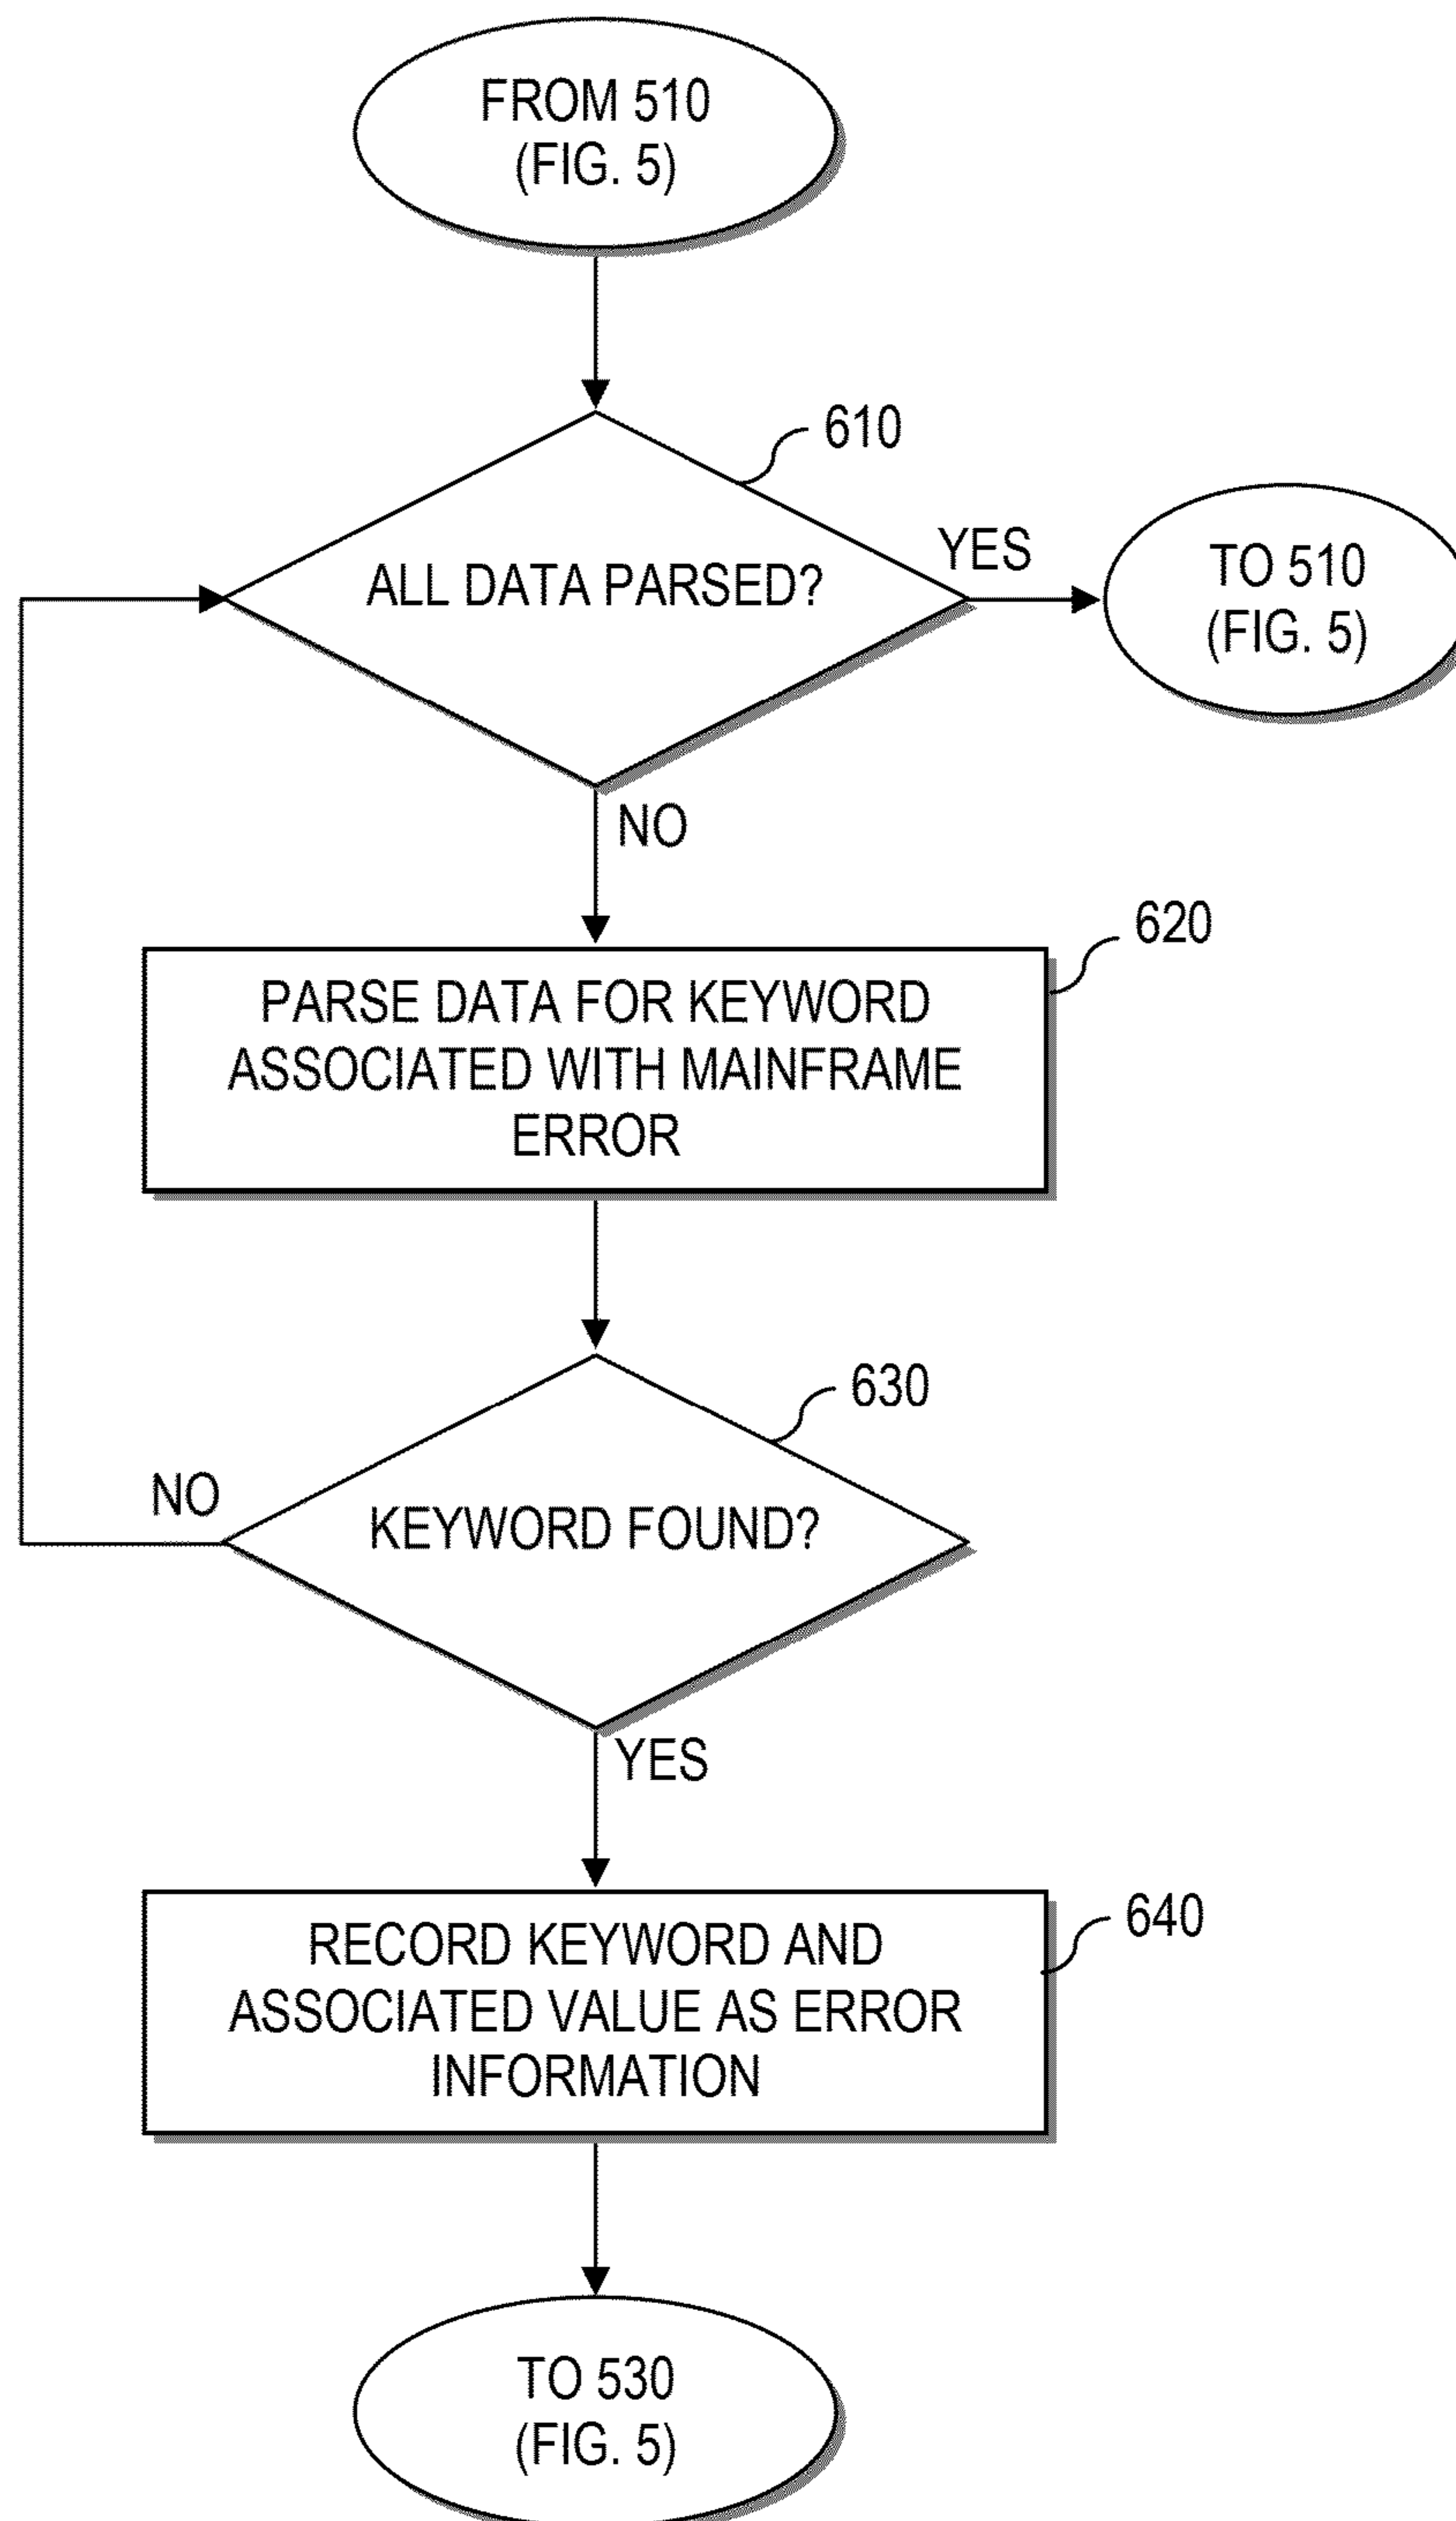 FROM 510
(FIG. 5)
610
ALL DATA PARSED?
YES
TO 510
(FIG. 5)
NO
620
PARSE DATA FOR KEYWORD
ASSOCIATED WITH MAINFRAME
ERROR
630
NO
KEYWORD FOUND?
YES
640
RECORD KEYWORD AND
ASSOCIATED VALUE AS ERROR
INFORMATION
TO 530
(FIG. 5)